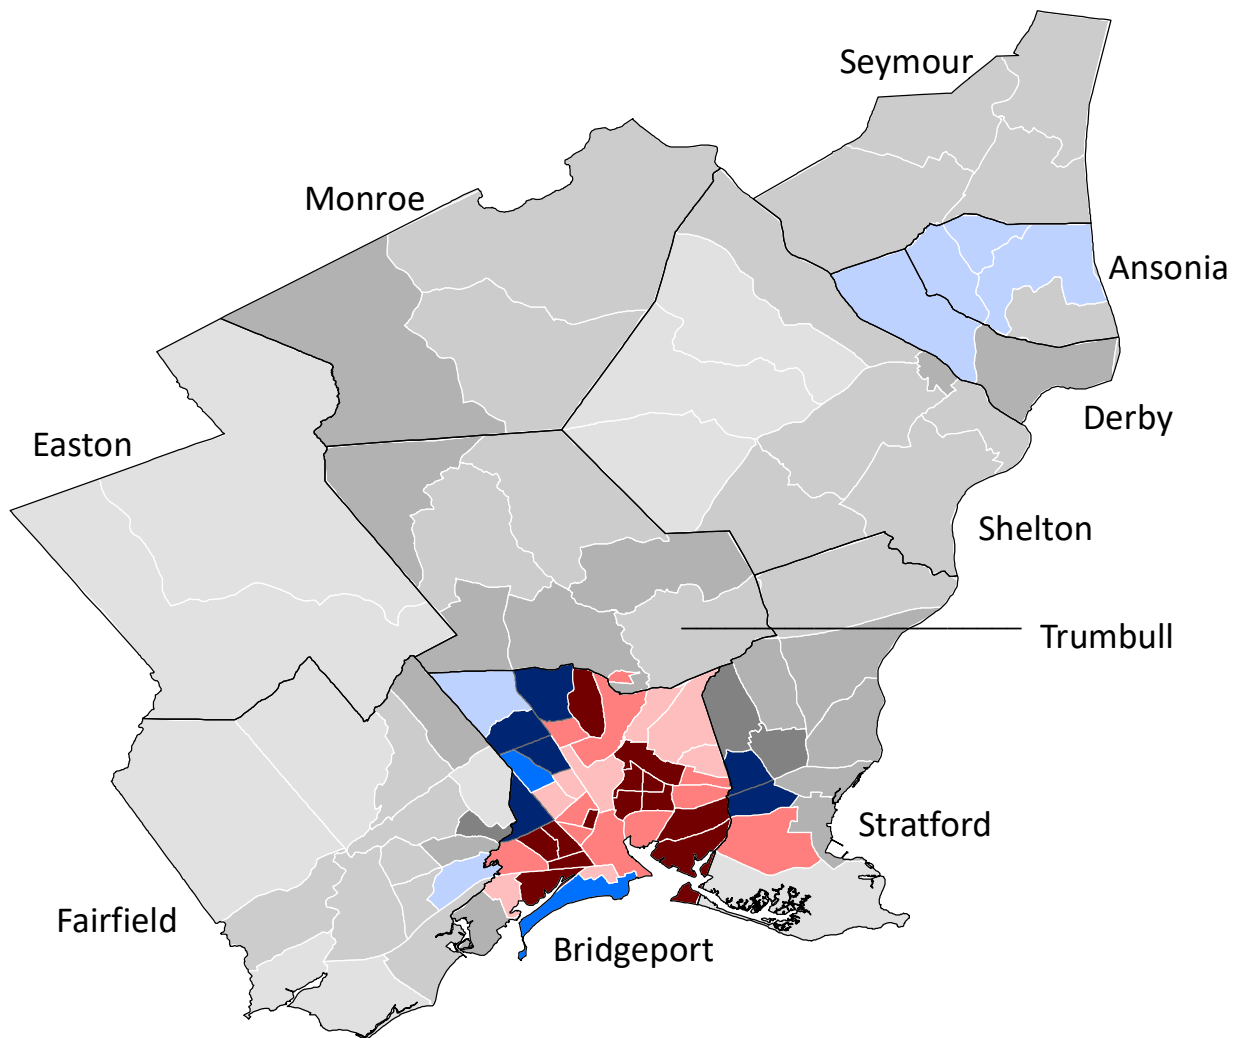 Seymour
Monroe
Ansonia
Derby
Easton
Shelton
Trumbull
Stratford
Fairfield
Bridgeport